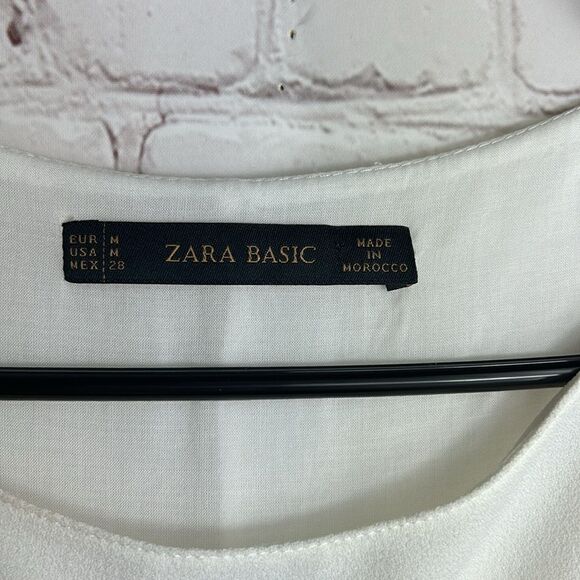 EUR M
USA M
MEX 28
ZARA BASIC
MADE
IN
MOROCCO